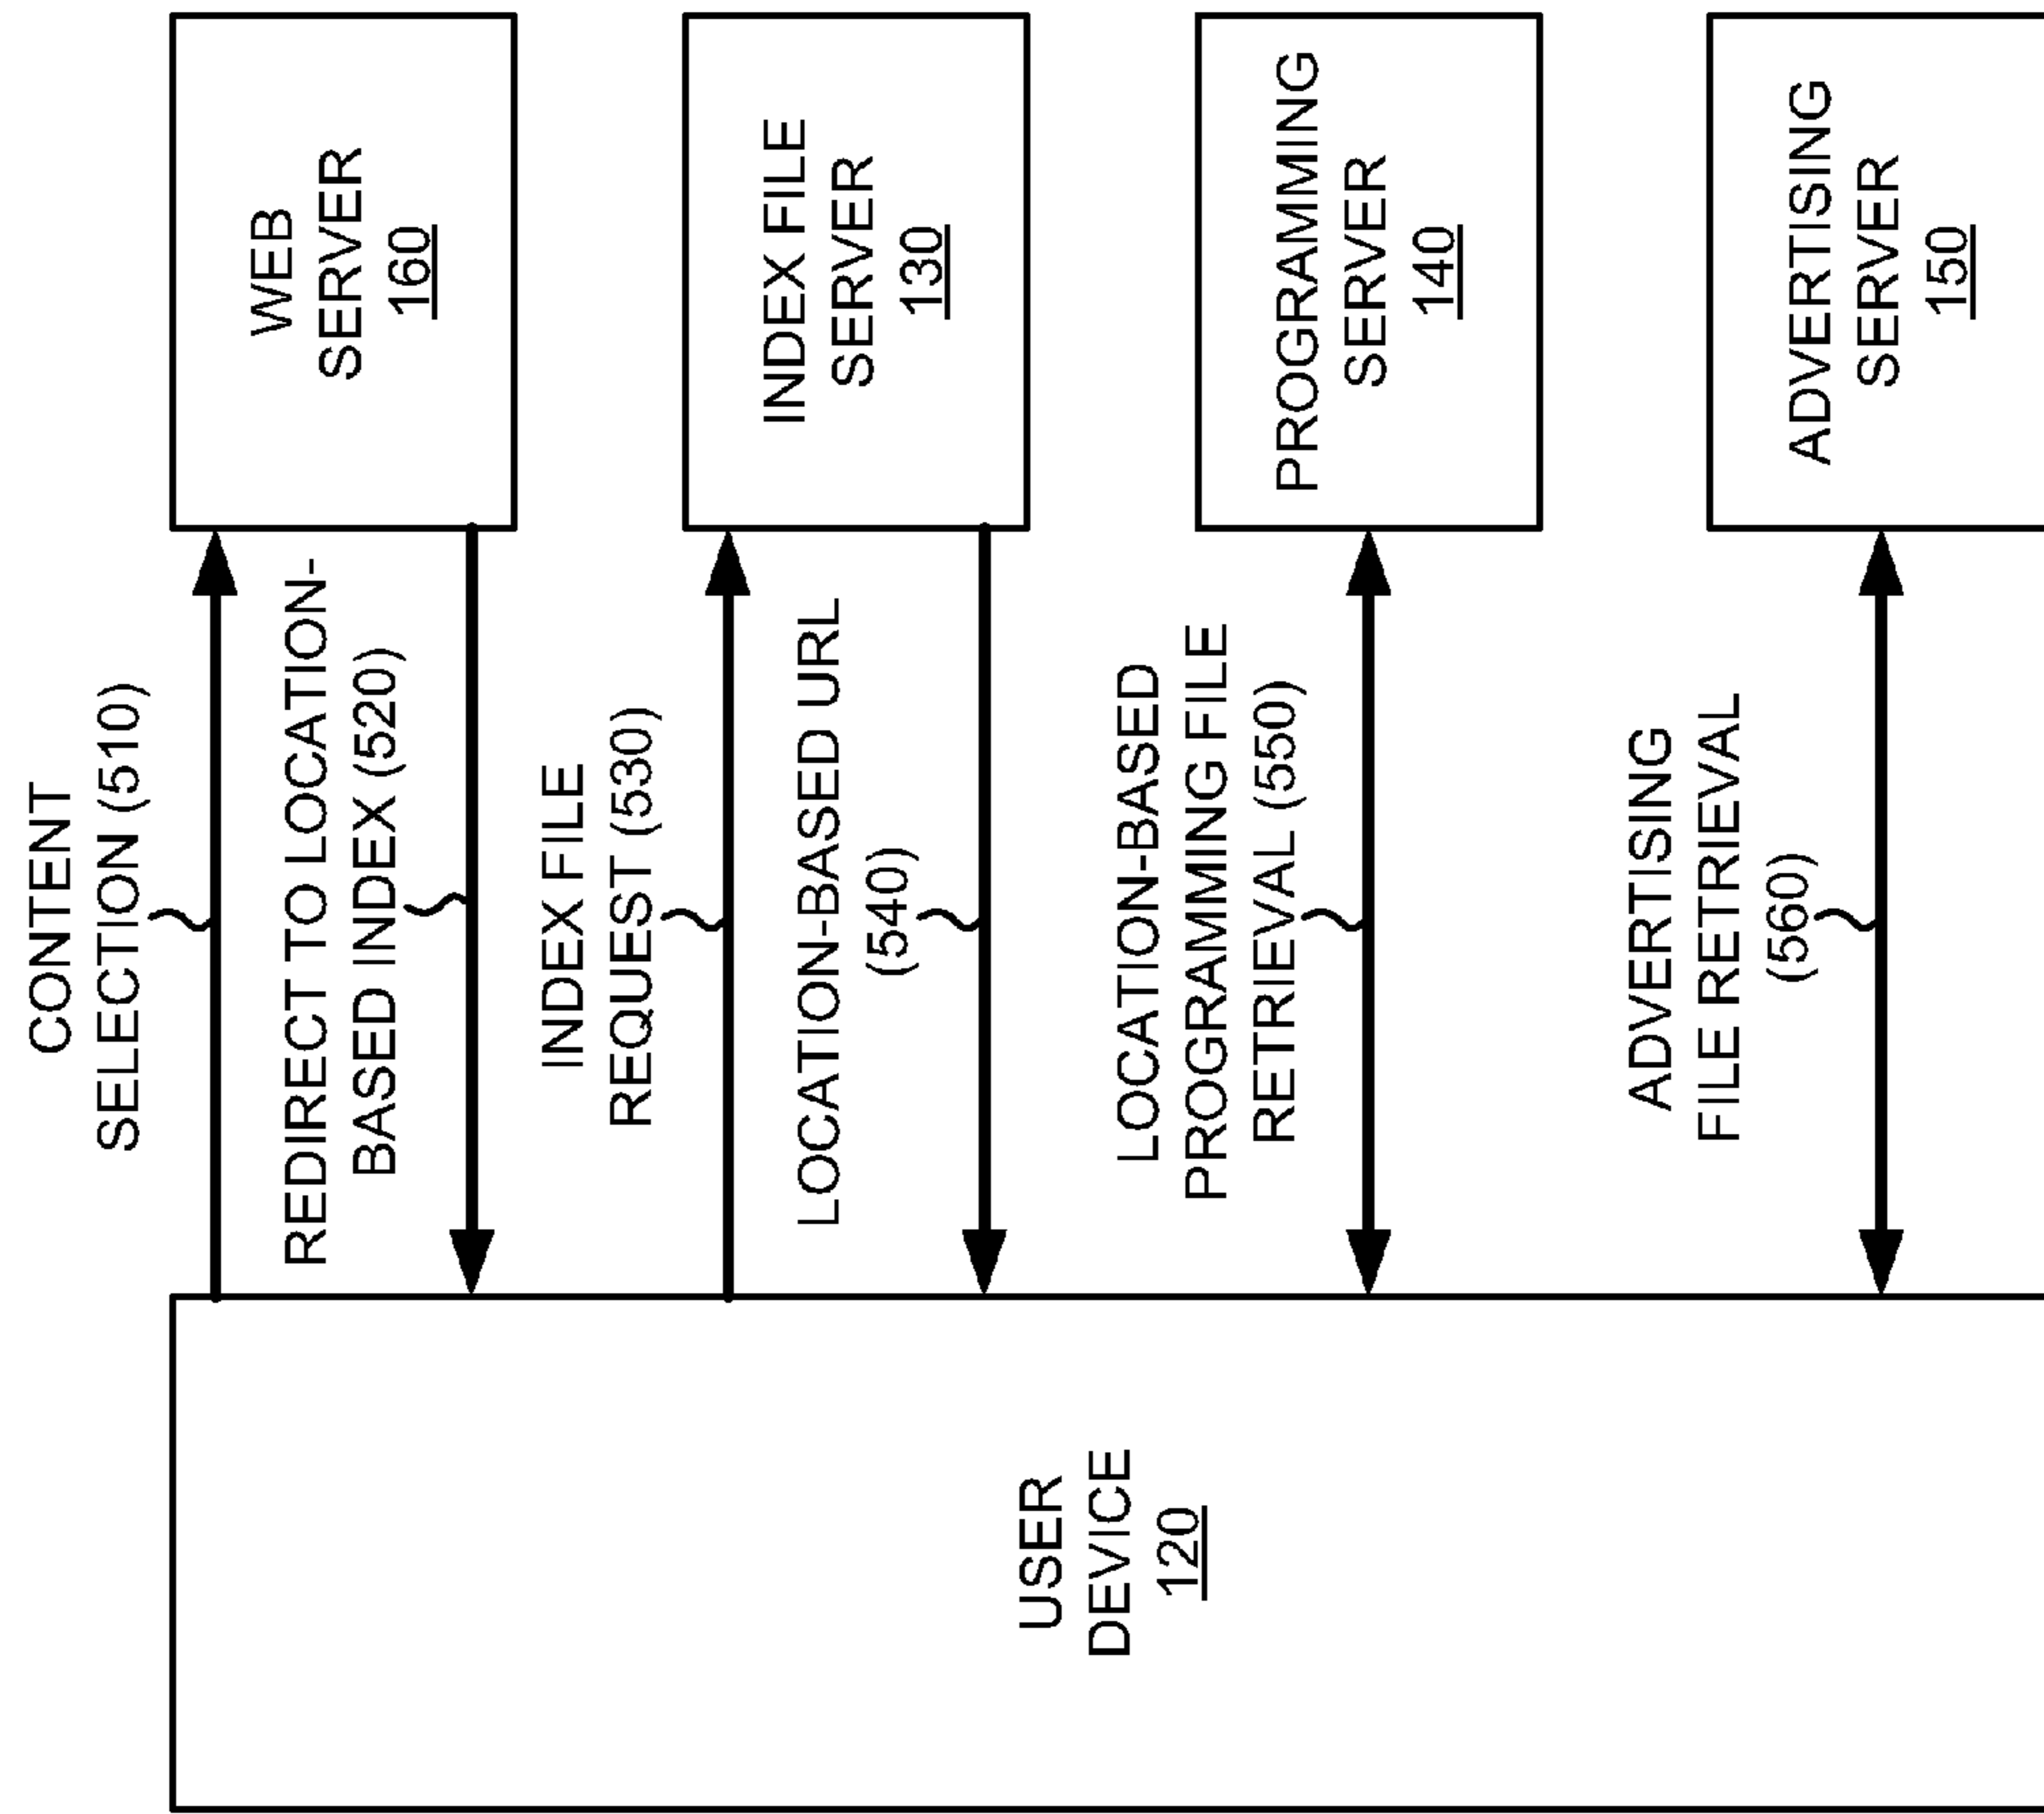 CONTENT
SELECTION (510)
REDIRECT TO LOCATION-
BASED INDEX (520)
INDEX FILE
REQUEST (530)
LOCATION-BASED URL
(540)
LOCATION-BASED
PROGRAMMING FILE
RETRIEVAL (550)
ADVERTISING
FILE RETRIEVAL
(560)
USER
DEVICE
120
WEB
SERVER
160
INDEX FILE
SERVER
130
PROGRAMMING
SERVER
140
ADVERTISING
SERVER
150